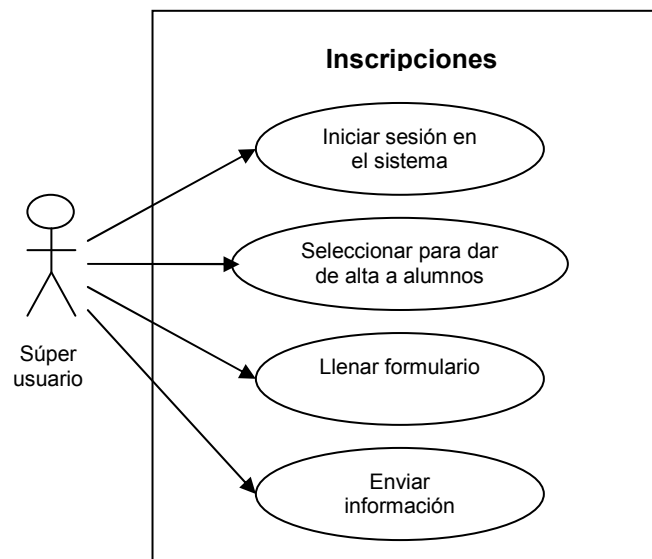 Inscripciones
Iniciar sesión en
el sistema
Seleccionar para dar
de alta a alumnos
Súper
usuario
Llenar formulario
Enviar
información